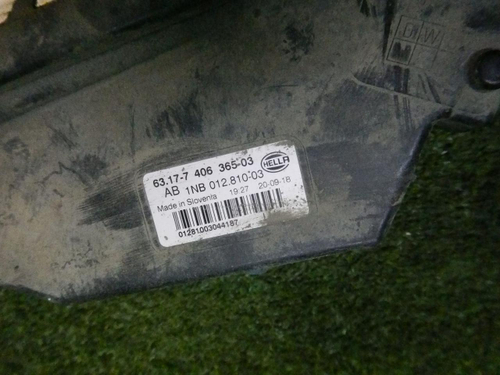 BMW
M
63.17-7 406 365-03
HELLA
AB 1NB 012.810-03
Made in Slovenia 19:27 20-09-18
01281003044187